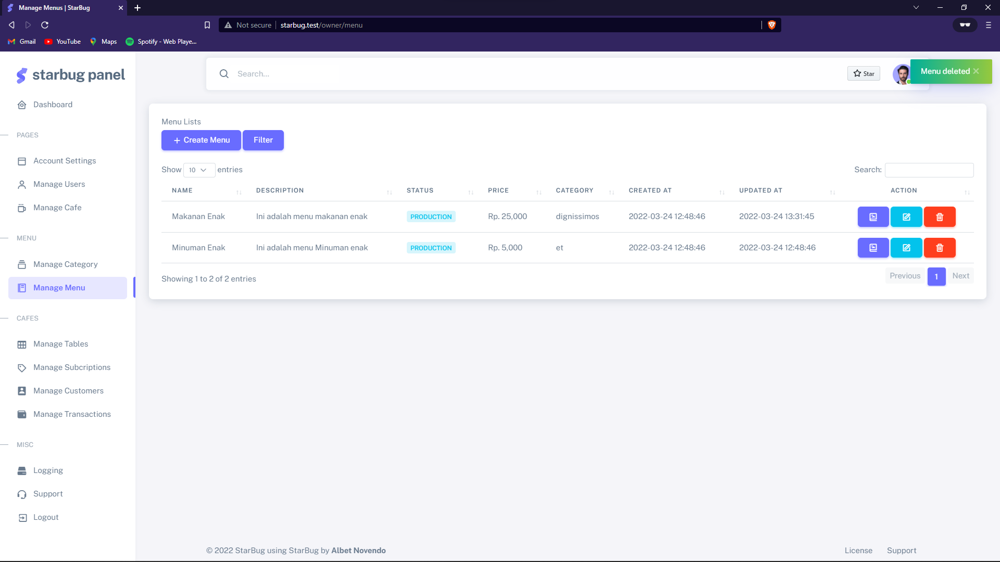 Manage Menus | StarBug
Not secure starbug.test/owner/menu
Gmail YouTube Maps Spotify - Web Playe...
starbug panel
Search...
Star
Menu deleted
Dashboard
PAGES
Account Settings
Manage Users
Manage Cafe
MENU
Manage Category
Manage Menu
CAFES
Manage Tables
Manage Subcriptions
Manage Customers
Manage Transactions
MISC
Logging
Support
Logout
Menu Lists
Create Menu Filter
Show 10 entries Search:
NAME DESCRIPTION STATUS PRICE CATEGORY CREATED AT UPDATED AT ACTION
Makanan Enak Ini adalah menu makanan enak PRODUCTION Rp. 25,000 dignissimos 2022-03-24 12:48:46 2022-03-24 13:31:45
Minuman Enak Ini adalah menu Minuman enak PRODUCTION Rp. 5,000 et 2022-03-24 12:48:46 2022-03-24 12:48:46
Showing 1 to 2 of 2 entries Previous 1 Next
© 2022 StarBug using StarBug by Albet Novendo License Support